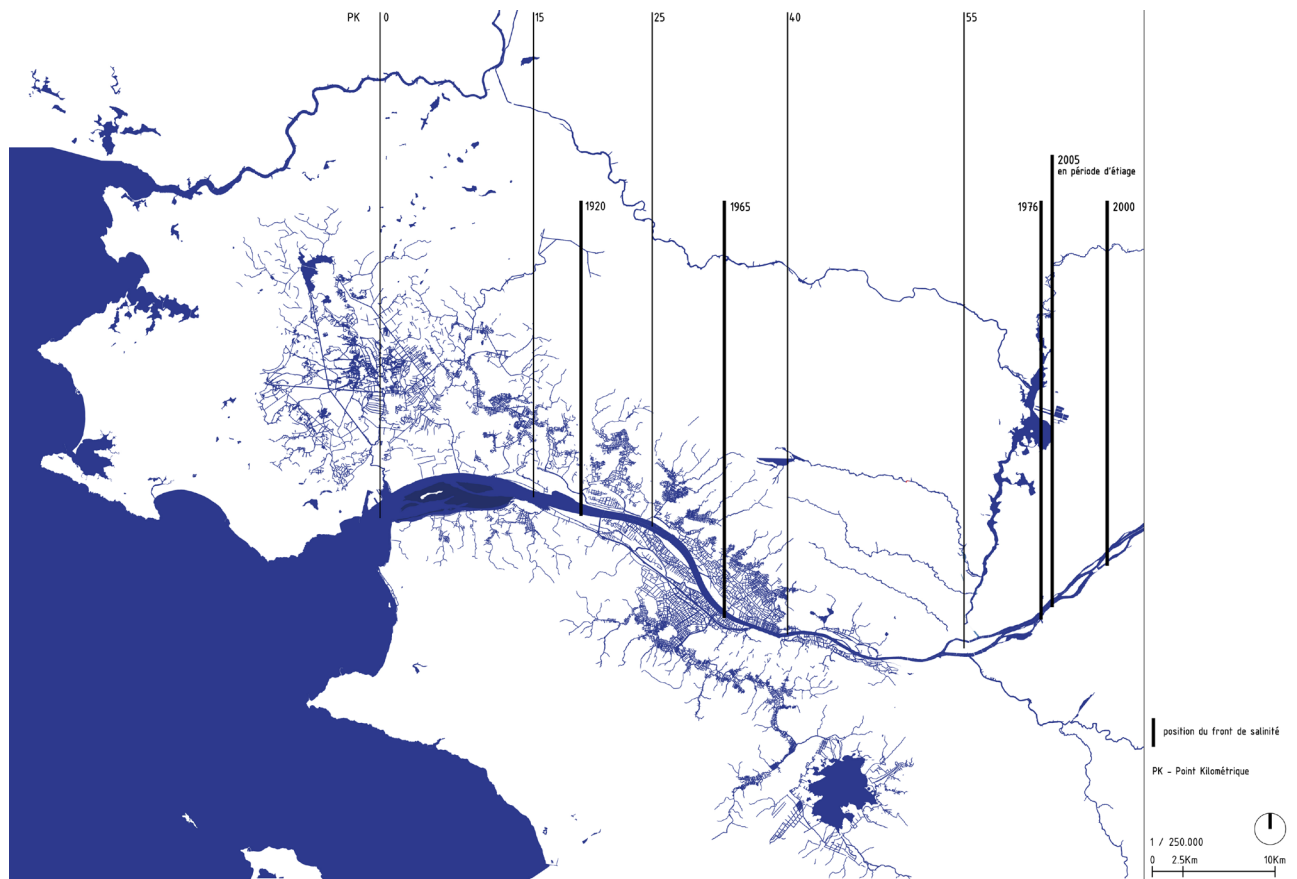 PK 0 15 25 40 55
2005
en période d'étiage
1920
1965
1976
2000
position du front de salinité
PK - Point Kilométrique
1 / 250.000
0 2.5Km 10Km